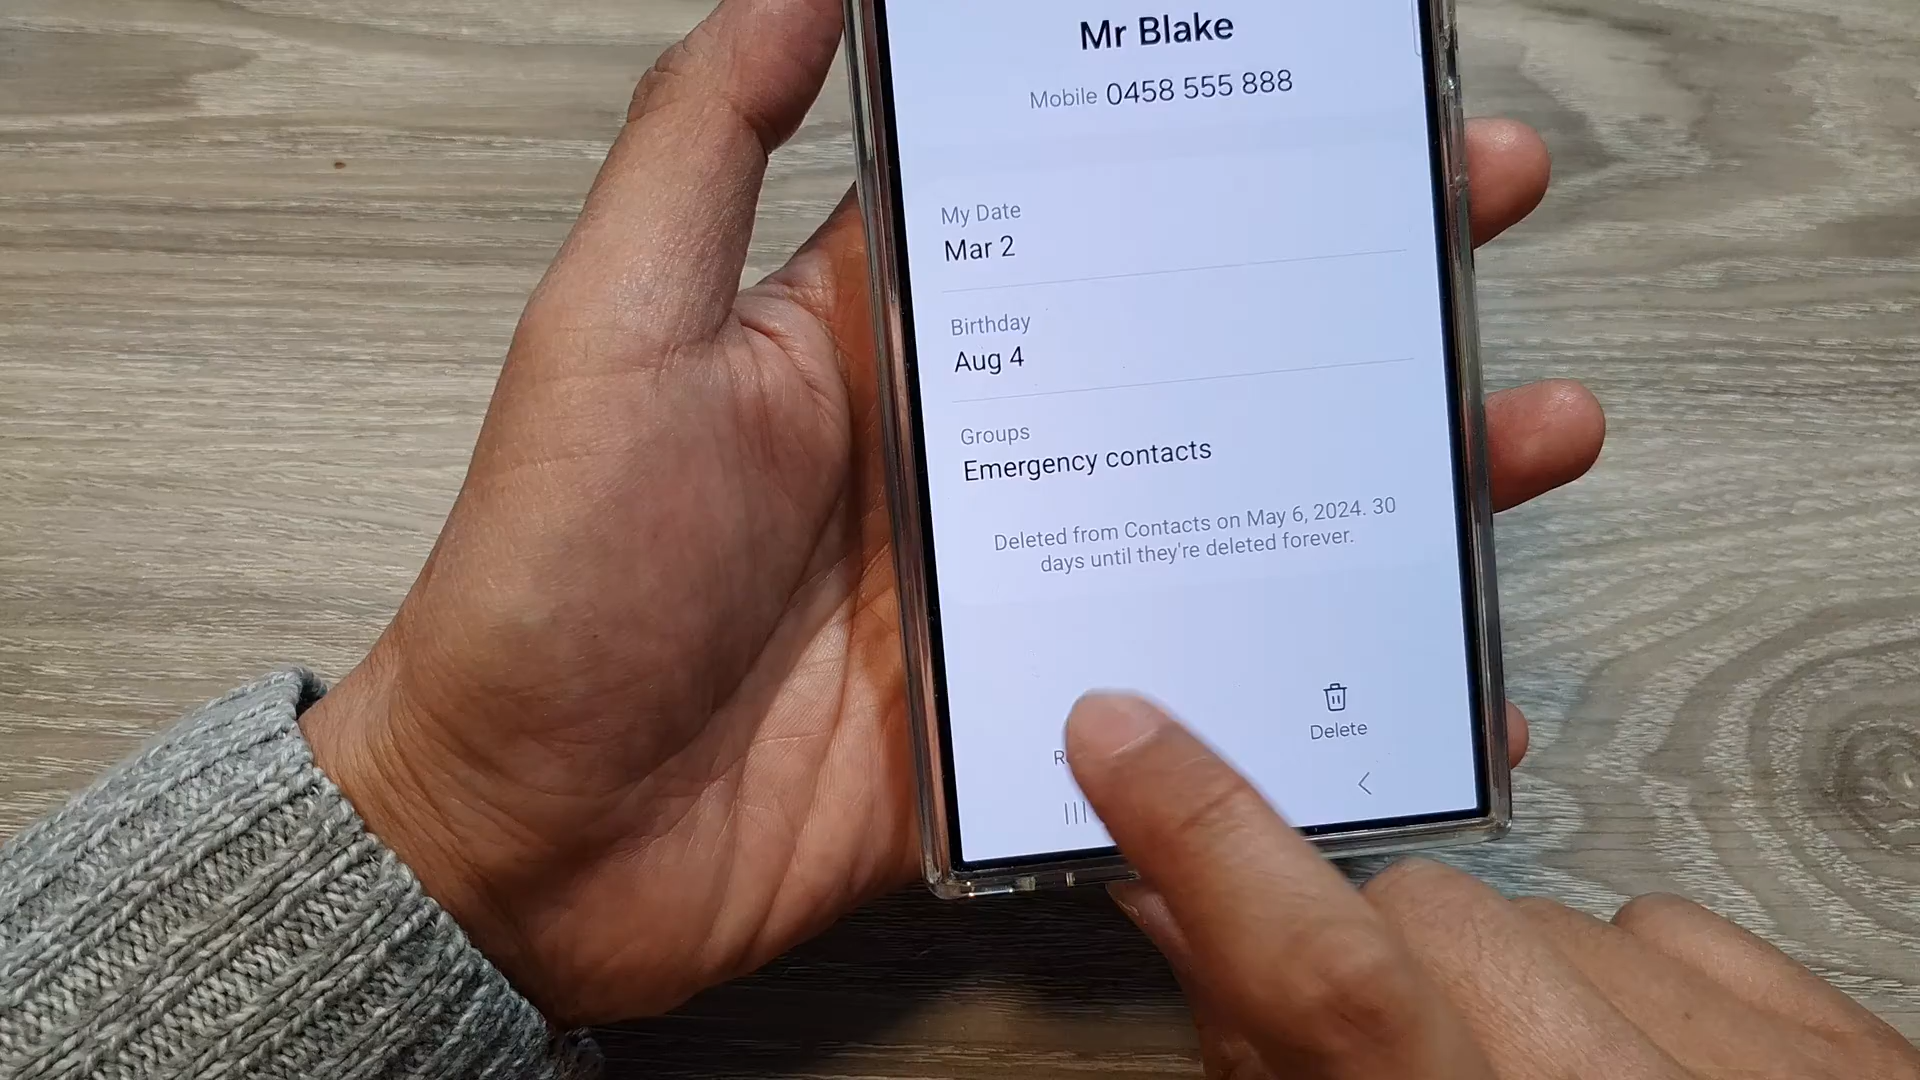 Mr Blake
Mobile 0458 555 888
My Date
Mar 2
Birthday
Aug 4
Groups
Emergency contacts
Deleted from Contacts on May 6, 2024. 30
days until they're deleted forever.
Delete